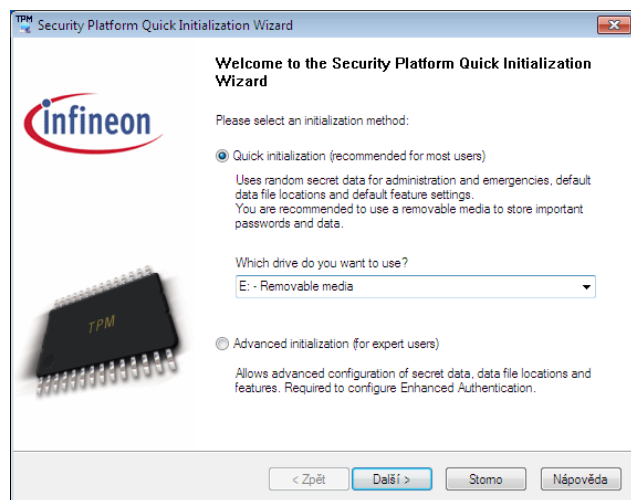 TPM
Security Platform Quick Initialization Wizard
Welcome to the Security Platform Quick Initialization
Wizard
Infineon
Please select an initialization method:
Quick initialization (recommended for most users)
Uses random secret data for administration and emergencies, default
data file locations and default feature settings.
You are recommended to use a removable media to store important
passwords and data.
Which drive do you want to use?
E: - Removable media
TPM
Advanced initialization (for expert users)
Allows advanced configuration of secret data, data file locations and
features. Required to configure Enhanced Authentication.
< Zpět
Další >
Storno
Nápověda